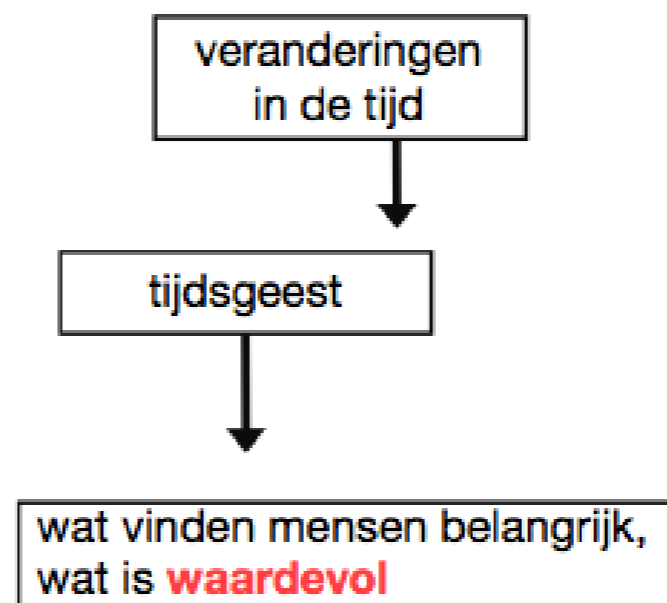 veranderingen
in de tijd
tijdsgeest
wat vinden mensen belangrijk,
wat is waardevol